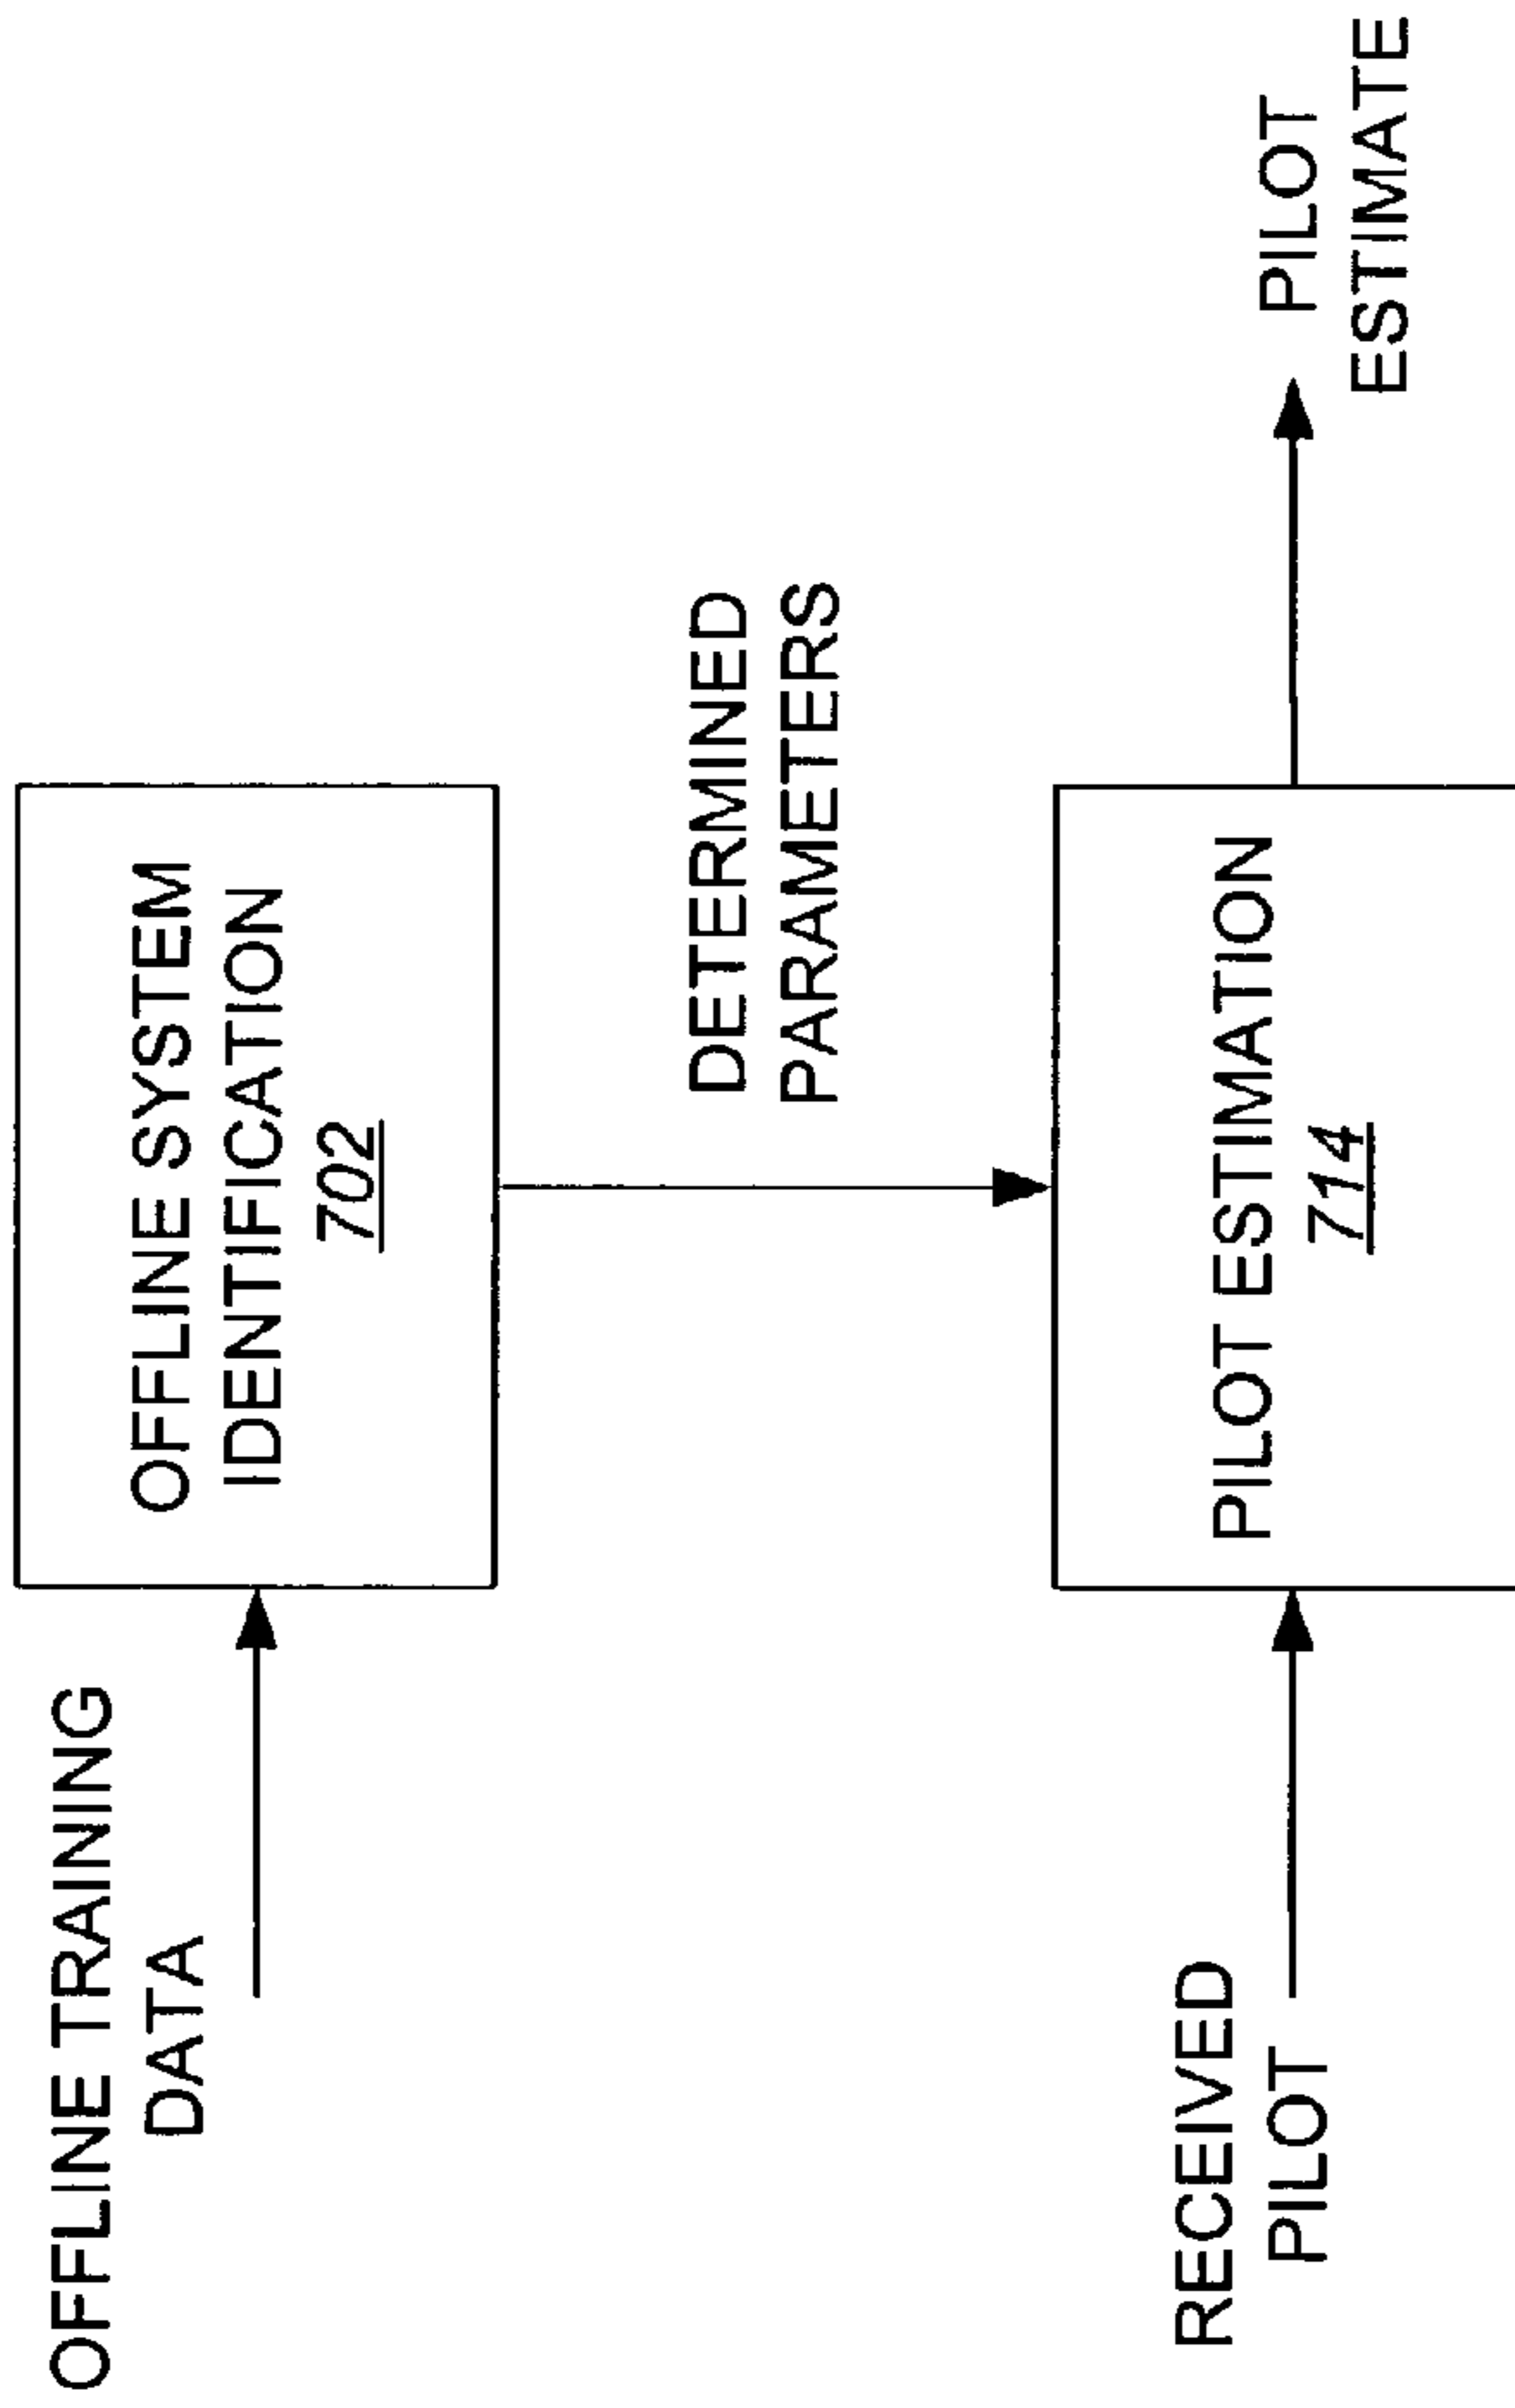 OFFLINE TRAINING
DATA
OFFLINE SYSTEM
IDENTIFICATION
702
DETERMINED
PARAMETERS
RECEIVED
PILOT
PILOT ESTIMATION
714
PILOT
ESTIMATE